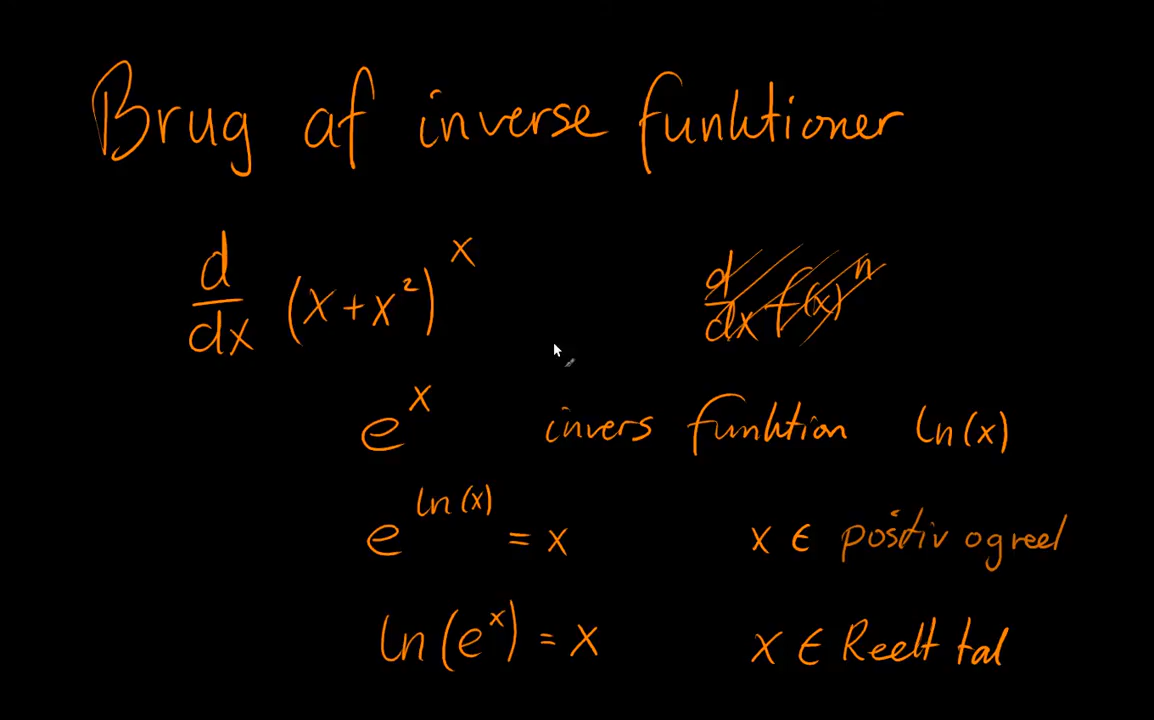 Brug af inverse funktioner
d/dx (x+x²)^x
d/dx f(x)^n
e^x invers funktion ln(x)
e^ln(x) = x x ∈ positiv og reel
ln(e^x) = x x ∈ Reelt tal